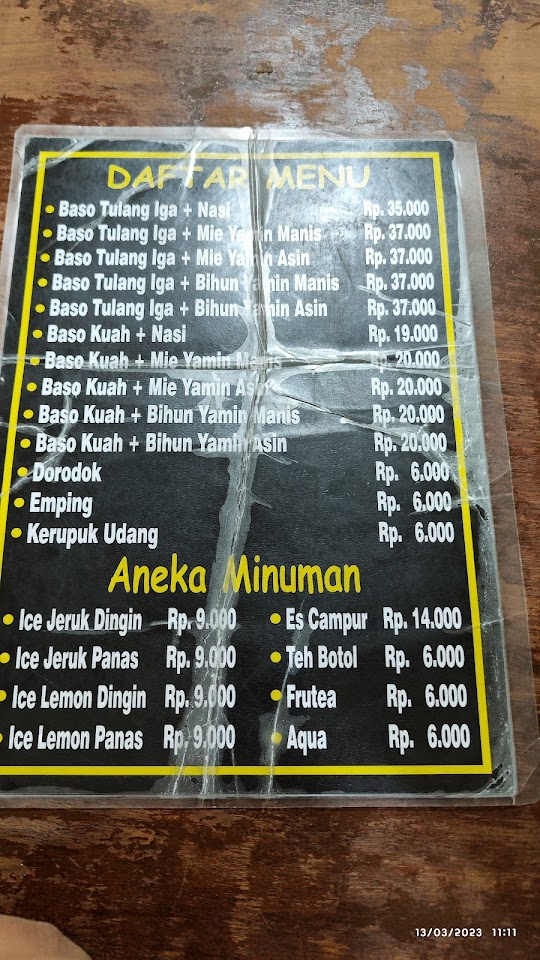 DAFTAR MENU
• Baso Tulang Iga + Nasi Rp. 35.000
• Baso Tulang Iga + Mie Yamin Manis Rp. 37.000
• Baso Tulang Iga + Mie Yamin Asin Rp. 37.000
• Baso Tulang Iga + Bihun Yamin Manis Rp. 37.000
• Baso Tulang Iga + Bihun Yamin Asin Rp. 37.000
• Baso Kuah + Nasi Rp. 19.000
• Baso Kuah + Mie Yamin Manis Rp. 20.000
• Baso Kuah + Mie Yamin Asin Rp. 20.000
• Baso Kuah + Bihun Yamin Manis Rp. 20.000
• Baso Kuah + Bihun Yamin Asin Rp. 20.000
• Dorodok Rp. 6.000
• Emping Rp. 6.000
• Kerupuk Udang Rp. 6.000
Aneka Minuman
• Ice Jeruk Dingin Rp. 9.000 • Es Campur Rp. 14.000
• Ice Jeruk Panas Rp. 9.000 • Teh Botol Rp. 6.000
• Ice Lemon Dingin Rp. 9.000 • Frutea Rp. 6.000
• Ice Lemon Panas Rp. 9.000 • Aqua Rp. 6.000
13/03/2023 11:11